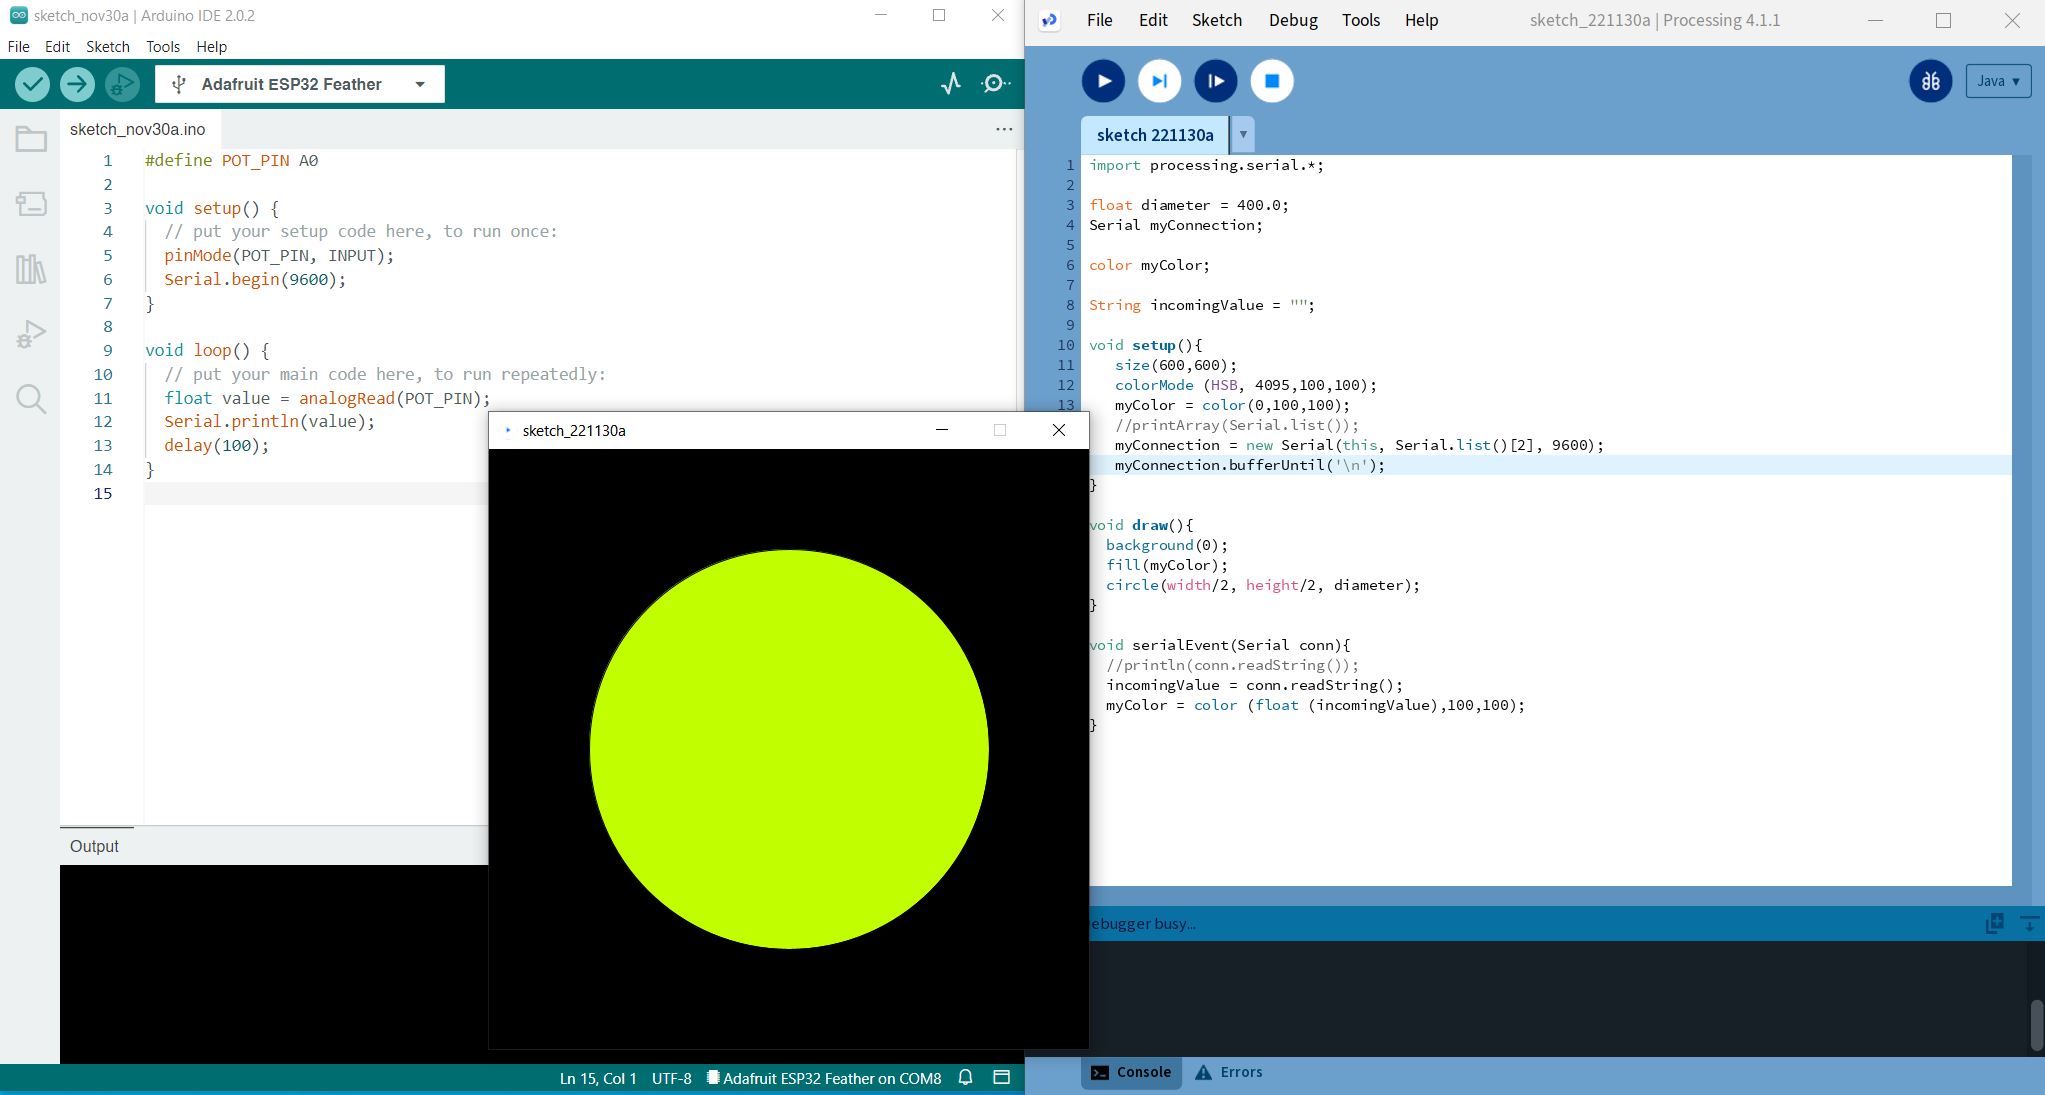 sketch_nov30a | Arduino IDE 2.0.2
File Edit Sketch Tools Help
Adafruit ESP32 Feather
sketch_nov30a.ino
1 #define POT_PIN A0
2
3 void setup() {
4 // put your setup code here, to run once:
5 pinMode(POT_PIN, INPUT);
6 Serial.begin(9600);
7 }
8
9 void loop() {
10 // put your main code here, to run repeatedly:
11 float value = analogRead(POT_PIN);
12 Serial.println(value);
13 delay(100);
14 }
15
Output
Ln 15, Col 1 UTF-8 Adafruit ESP32 Feather on COM8
sketch_221130a
File Edit Sketch Debug Tools Help
sketch_221130a | Processing 4.1.1
Java
sketch 221130a
1 import processing.serial.*;
2
3 float diameter = 400.0;
4 Serial myConnection;
5
6 color myColor;
7
8 String incomingValue = "";
9
10 void setup(){
11 size(600,600);
12 colorMode (HSB, 4095,100,100);
13 myColor = color(0,100,100);
//printArray(Serial.list());
myConnection = new Serial(this, Serial.list()[2], 9600);
myConnection.bufferUntil('\n');
}
void draw(){
background(0);
fill(myColor);
circle(width/2, height/2, diameter);
}
void serialEvent(Serial conn){
//println(conn.readString());
incomingValue = conn.readString();
myColor = color (float (incomingValue),100,100);
}
ebugger busy...
Console Errors